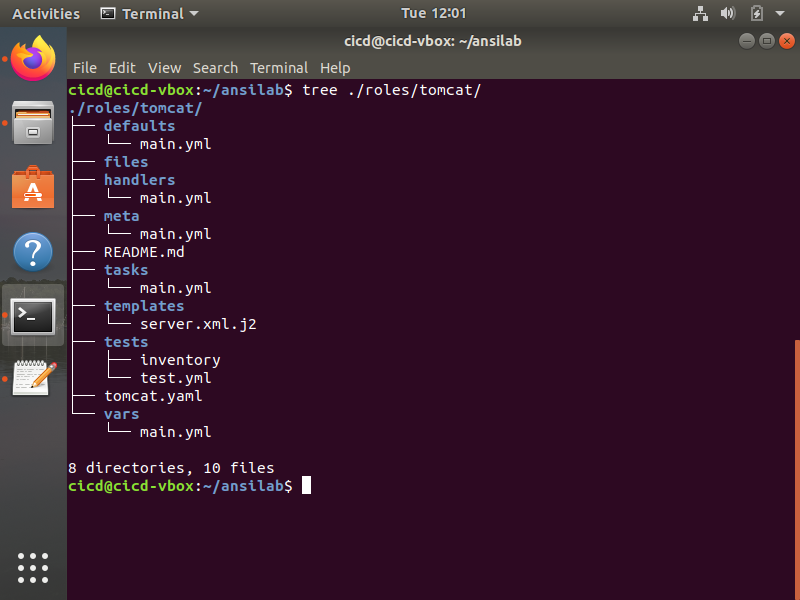 Activities Terminal Tue 12:01
cicd@cicd-vbox: ~/ansilab
File Edit View Search Terminal Help
cicd@cicd-vbox:~/ansilab$ tree ./roles/tomcat/
./roles/tomcat/
├── defaults
│   └── main.yml
├── files
├── handlers
│   └── main.yml
├── meta
│   └── main.yml
├── README.md
├── tasks
│   └── main.yml
├── templates
│   └── server.xml.j2
├── tests
│   ├── inventory
│   └── test.yml
├── tomcat.yaml
└── vars
    └── main.yml
8 directories, 10 files
cicd@cicd-vbox:~/ansilab$